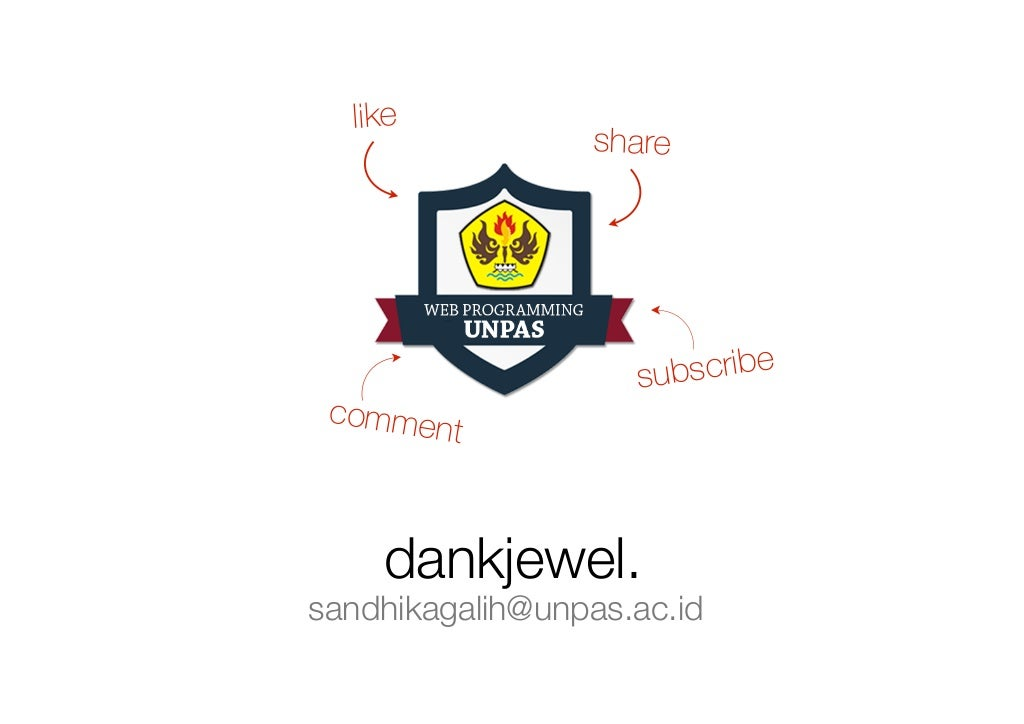 like
share
WEB PROGRAMMING
UNPAS
subscribe
comment
dankjewel.
sandhikagalih@unpas.ac.id